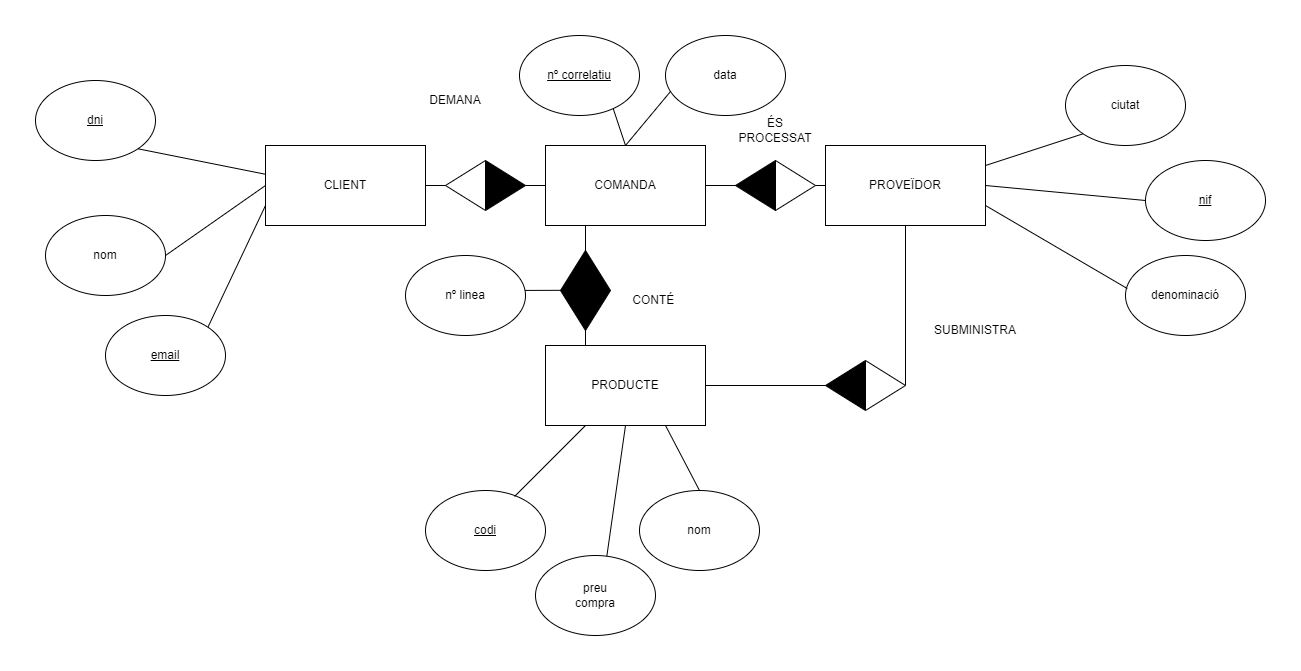 nº correlatiu
data
DEMANA
ciutat
dni
ÉS
PROCESSAT
CLIENT
COMANDA
PROVEÏDOR
nif
nom
nº linea
CONTÉ
denominació
SUBMINISTRA
email
PRODUCTE
codi
nom
preu
compra